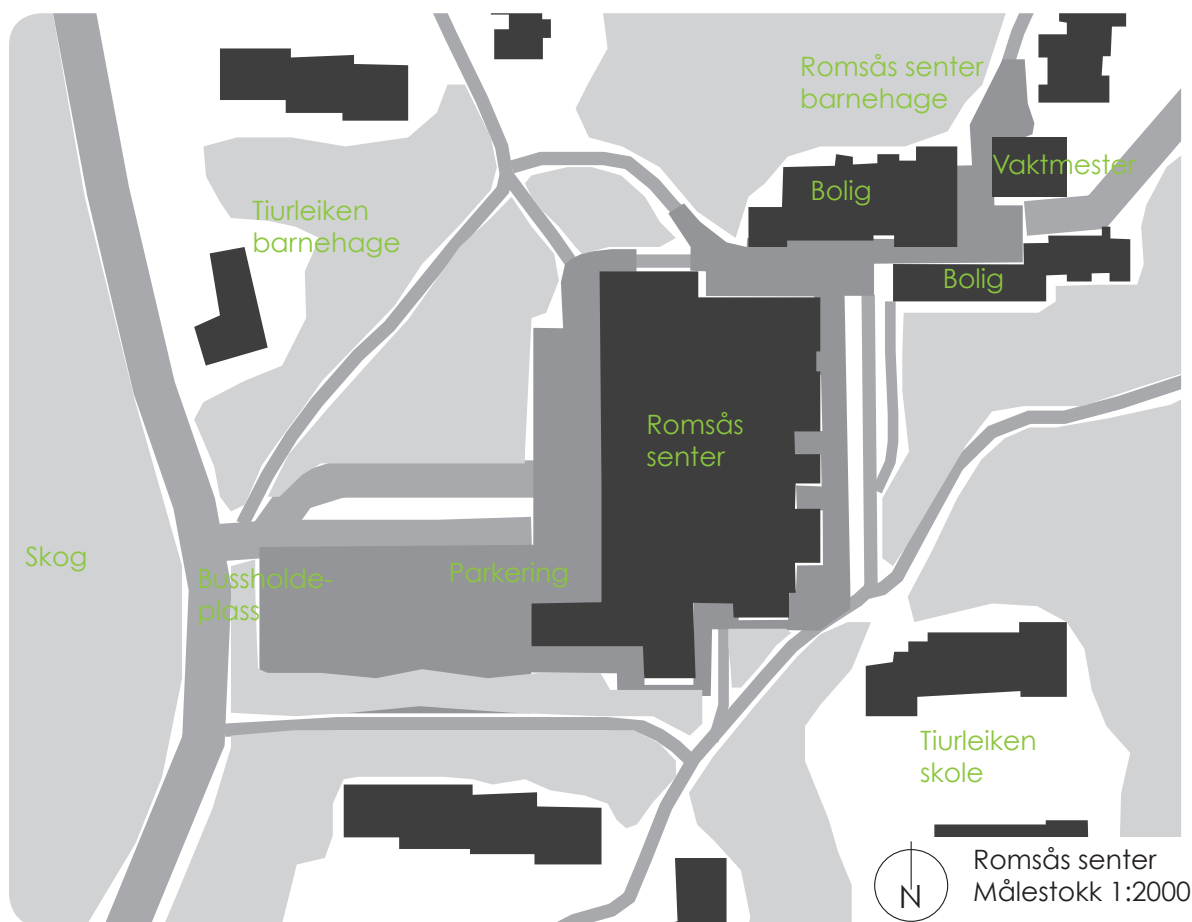 Romsås senter
barnehage
Vaktmester
Bolig
Tiurleiken
barnehage
Bolig
Romsås
senter
Skog
Bussholde-
plass
Parkering
Tiurleiken
skole
N
Romsås senter
Målestokk 1:2000